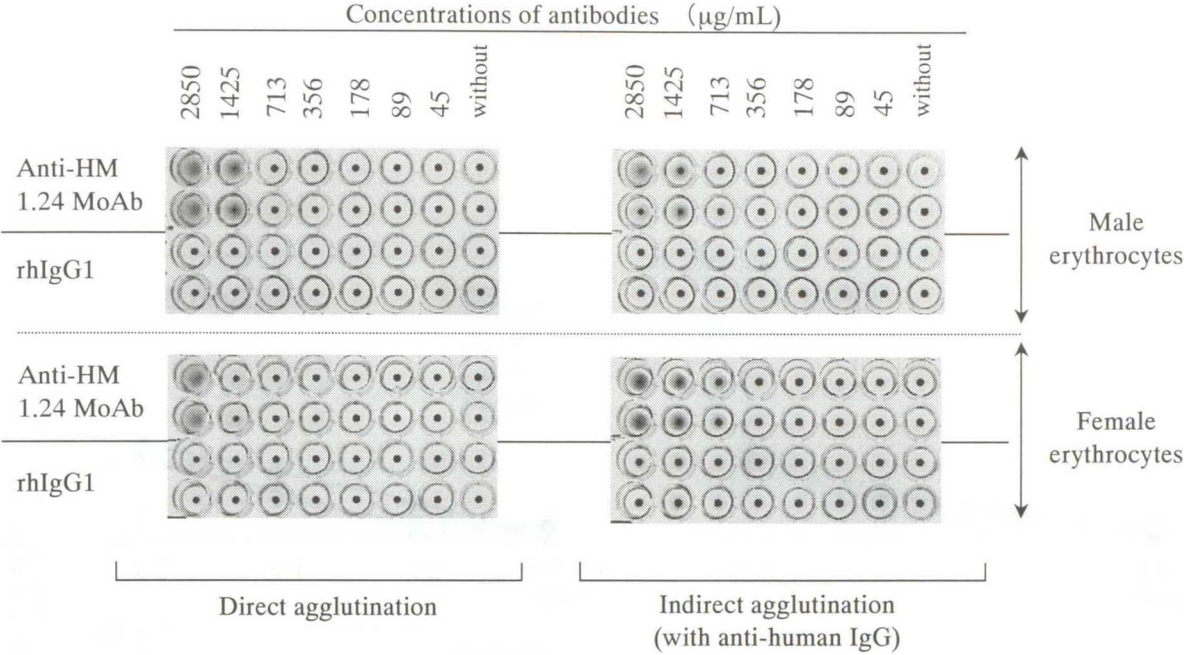 Concentrations of antibodies (μg/mL)
2850 1425 713 356 178 89 45 without
2850 1425 713 356 178 89 45 without
Anti-HM
1.24 MoAb
rhIgG1
Male
erythrocytes
Anti-HM
1.24 MoAb
rhIgG1
Female
erythrocytes
Direct agglutination
Indirect agglutination
(with anti-human IgG)